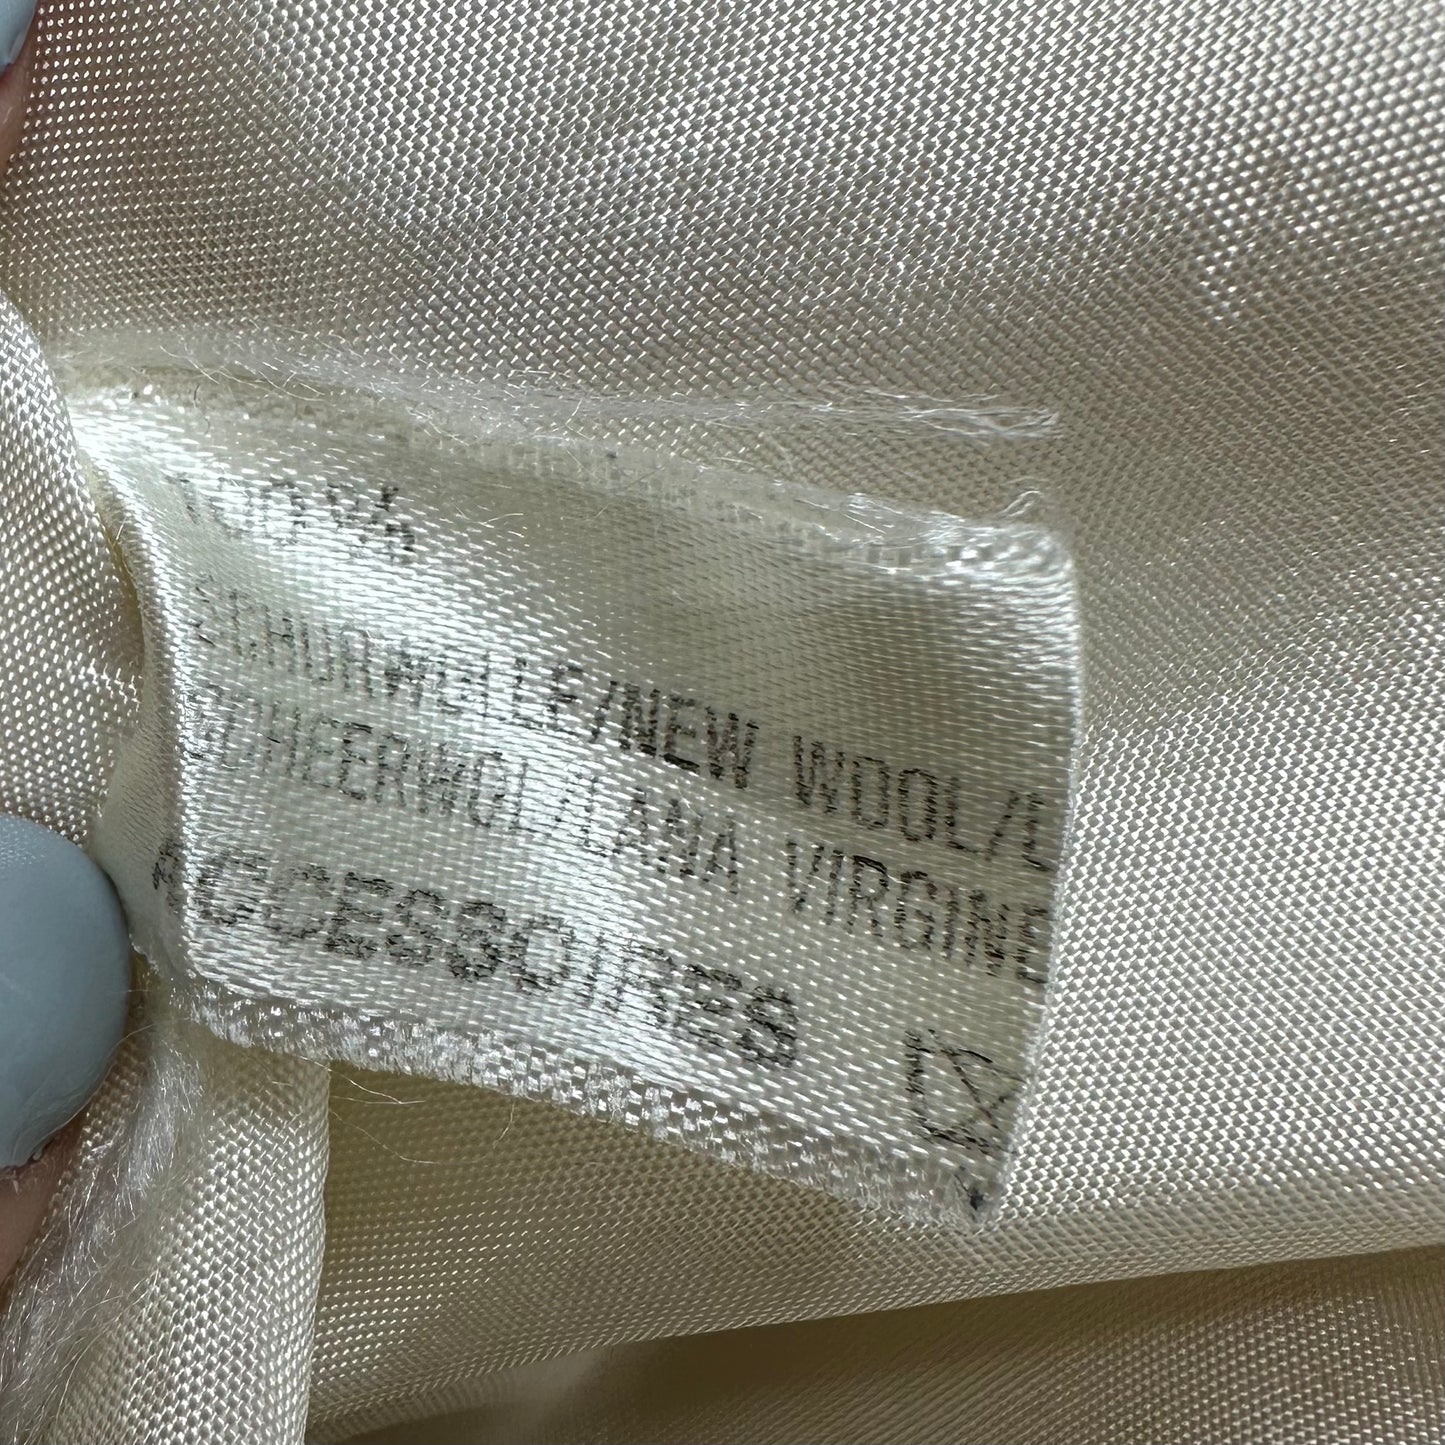 100 %
SCHURWOLLE/NEW WOOL/
SCHEERWOL/LANA VIRGINE
ACCESSOIRES